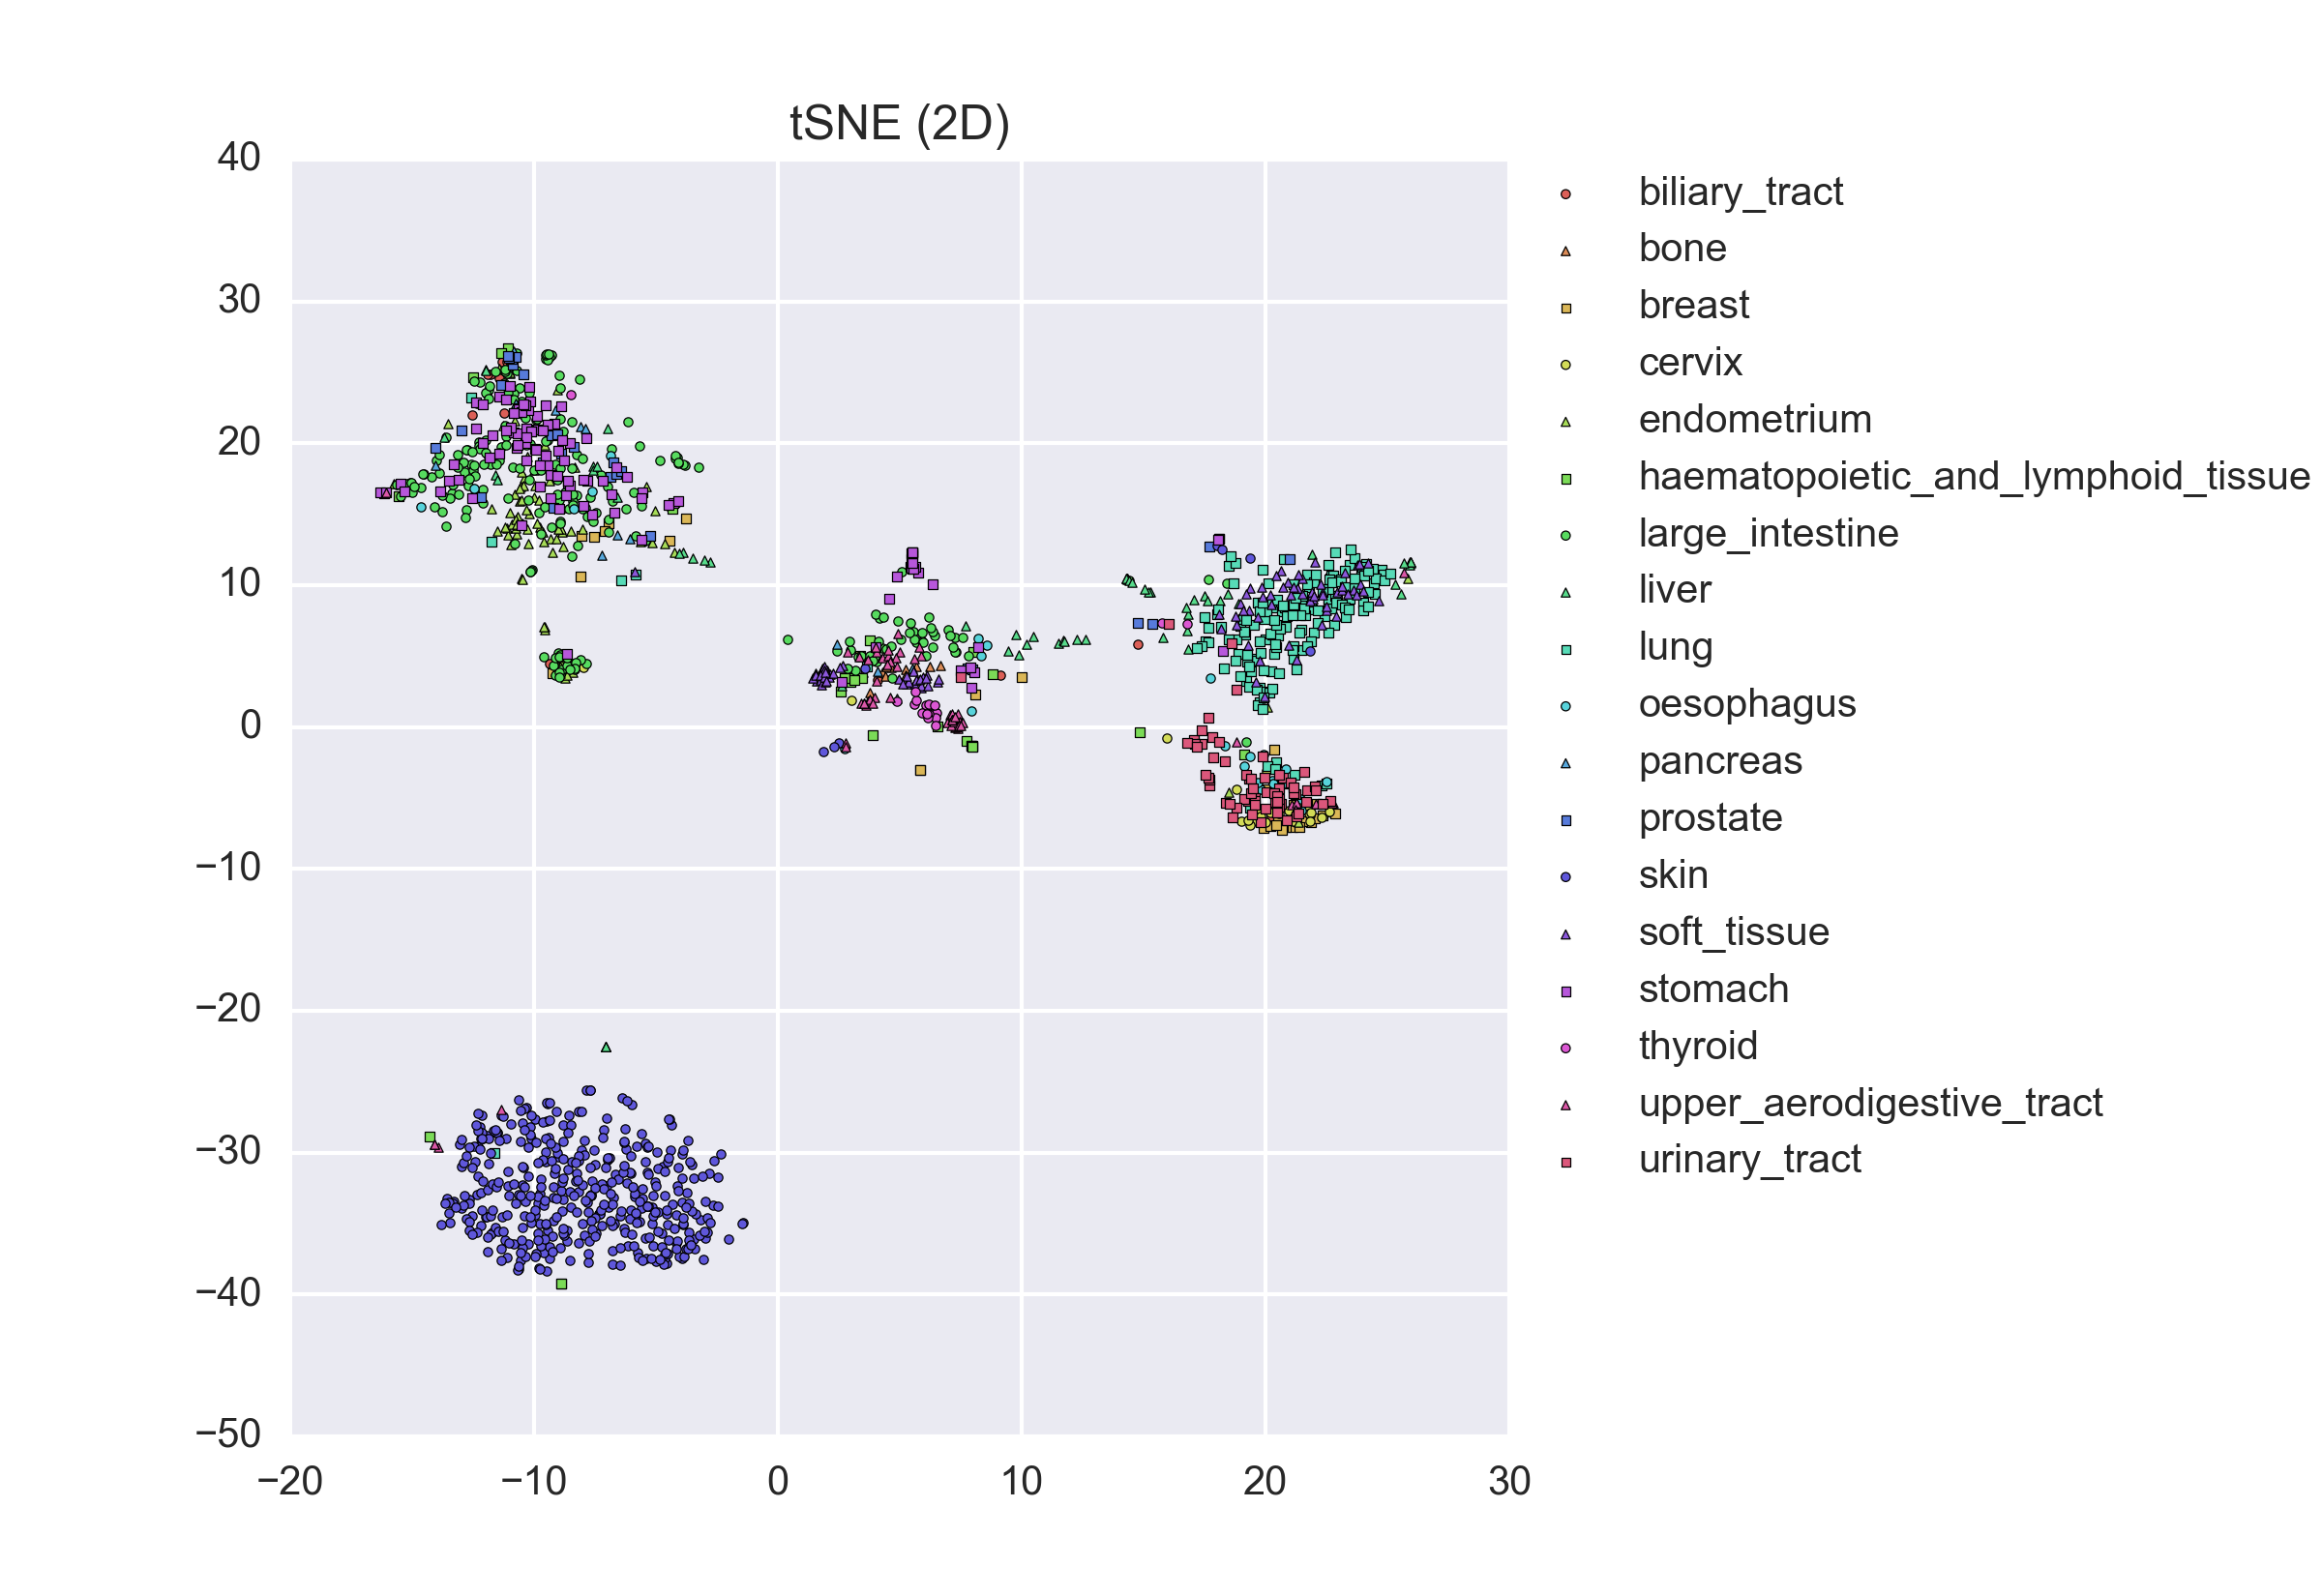 tSNE (2D)
40
30
20
10
0
−10
−20
−30
−40
−50
−20 −10 0 10 20 30
biliary_tract
bone
breast
cervix
endometrium
haematopoietic_and_lymphoid_tissue
large_intestine
liver
lung
oesophagus
pancreas
prostate
skin
soft_tissue
stomach
thyroid
upper_aerodigestive_tract
urinary_tract